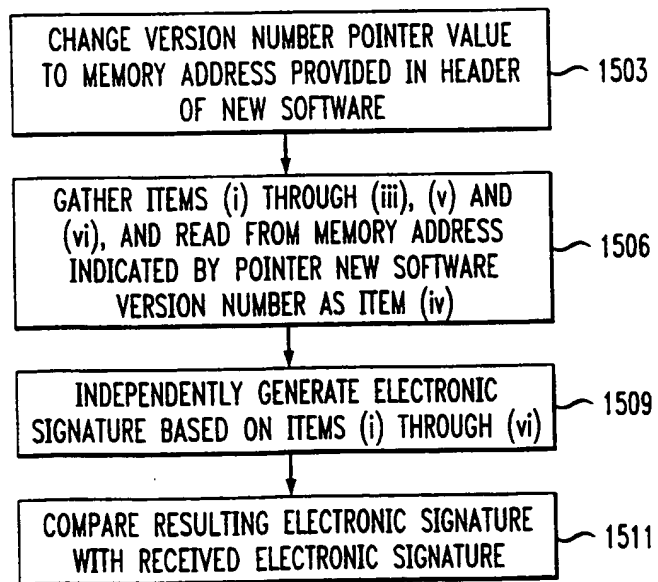 CHANGE VERSION NUMBER POINTER VALUE
TO MEMORY ADDRESS PROVIDED IN HEADER
OF NEW SOFTWARE
1503
GATHER ITEMS (i) THROUGH (iii), (v) AND
(vi), AND READ FROM MEMORY ADDRESS
INDICATED BY POINTER NEW SOFTWARE
VERSION NUMBER AS ITEM (iv)
1506
INDEPENDENTLY GENERATE ELECTRONIC
SIGNATURE BASED ON ITEMS (i) THROUGH (vi)
1509
COMPARE RESULTING ELECTRONIC SIGNATURE
WITH RECEIVED ELECTRONIC SIGNATURE
1511